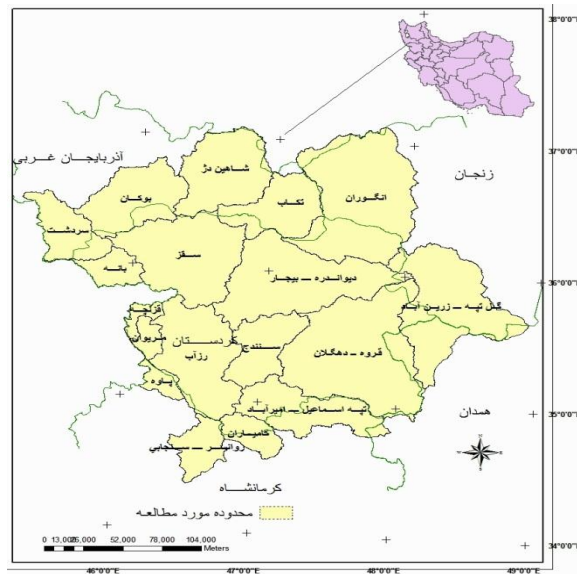 38°0'0"
37°0'0"
آذربایجان غربی
شاهین دژ
زنجان
انگوران
بوکان
تکاب
سردشت
سقز
بانه
دیواندره - بیجار
36°0'0"
گل تپه - زرین آباد
قزلجه
مریوان
کردستان
رزآب
سنندج
قروه - دهگلان
پاوه
تپه اسماعیل - امیرآباد
همدان
35°0'0"
کامیاران
روانسر - سنجابی
کرمانشاه
محدوده مورد مطالعه
0 13,000 26,000 52,000 78,000 104,000
Meters
34°0'0"
46°0'0"E
47°0'0"E
48°0'0"E
49°0'0"E